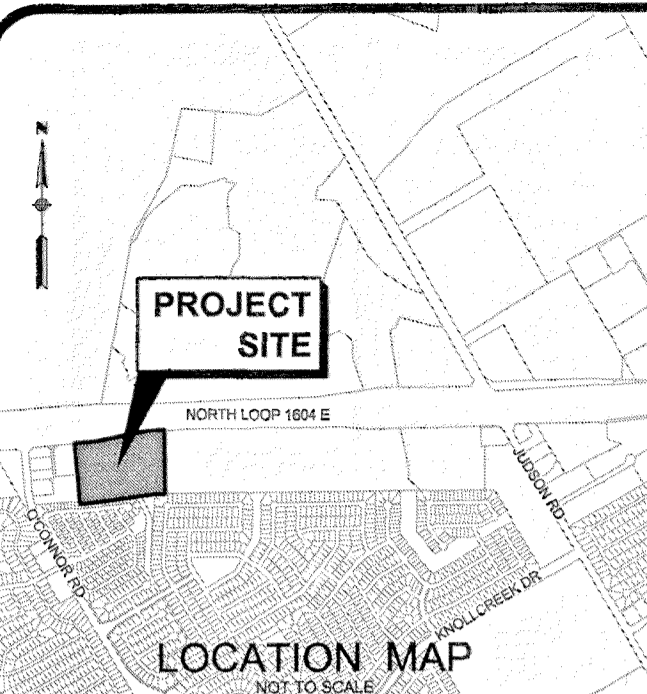 N
PROJECT
SITE
NORTH LOOP 1604 E
JUDSON RD
O'CONNOR RD
KNOLLCREEK DR
LOCATION MAP
NOT TO SCALE